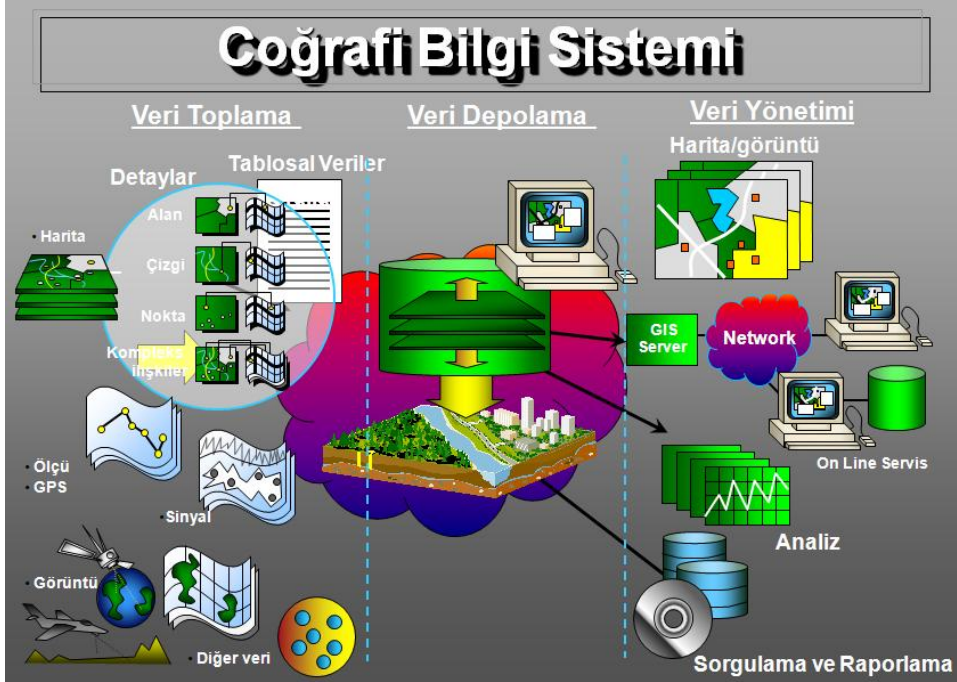 Coğrafi Bilgi Sistemi
Veri Toplama
Veri Depolama
Veri Yönetimi
Harita/görüntü
Tablosal Veriler
Detaylar
Alan
· Harita
Çizgi
Nokta
Kompleks
ilişkiler
GIS
Server
Network
· Ölçü
· GPS
· Sinyal
On Line Servis
Analiz
· Görüntü
· Diğer veri
Sorgulama ve Raporlama